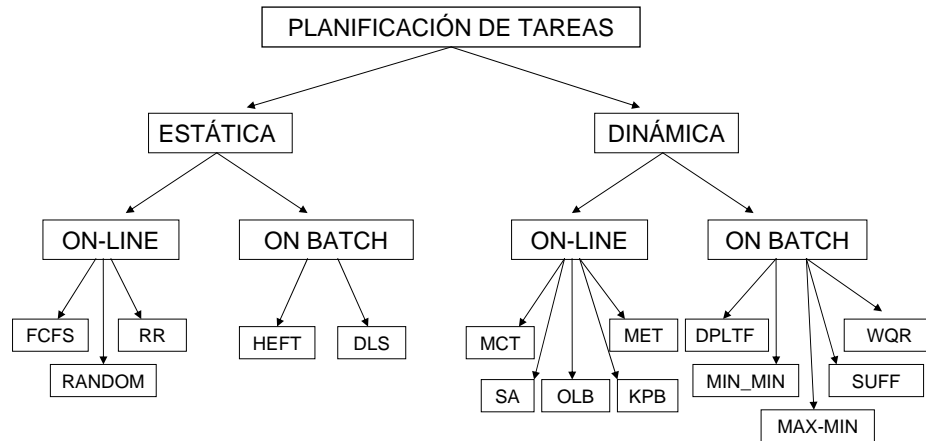 PLANIFICACIÓN DE TAREAS
ESTÁTICA
DINÁMICA
ON-LINE
ON BATCH
ON-LINE
ON BATCH
FCFS
RR
RANDOM
HEFT
DLS
MCT
MET
SA
OLB
KPB
DPLTF
WQR
MIN_MIN
SUFF
MAX-MIN